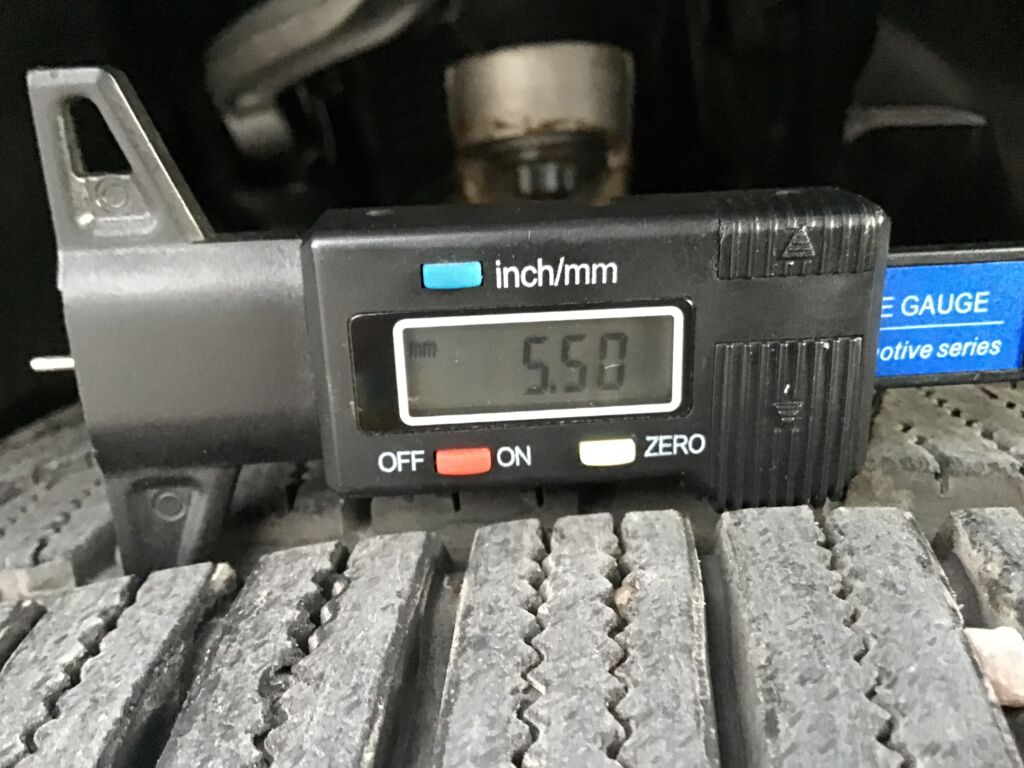 inch/mm
E GAUGE
otive series
mm
5.50
OFF ON
ZERO